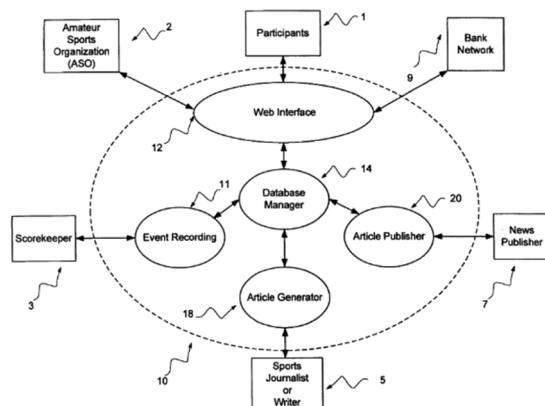 Amateur
Sports
Organization
(ASO)
2
Participants
1
Bank
Network
9
Web Interface
12
14
Database
Manager
11
Event Recording
20
Article Publisher
Scorekeeper
3
News
Publisher
7
Article Generator
18
10
Sports
Journalist
or
Writer
5